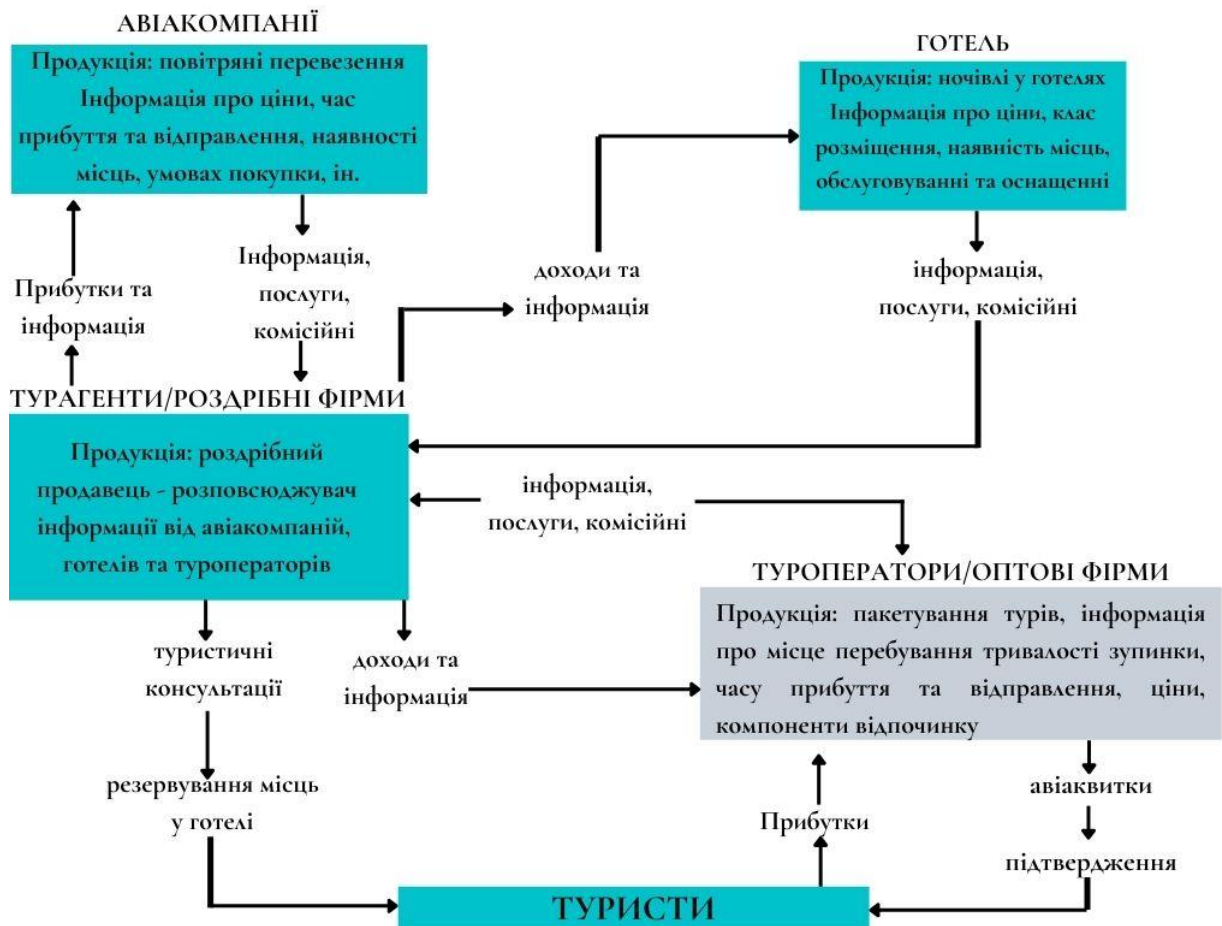 АВІАКОМПАНІЇ
Продукція: повітряні перевезення
Інформація про ціни, час
прибуття та відправлення, наявності
місць, умовах покупки, ін.
ГОТЕЛЬ
Продукція: ночівлі у готелях
Інформація про ціни, клас
розміщення, наявність місць,
обслуговуванні та оснащенні
Прибутки та
інформація
Інформація,
послуги,
комісійні
доходи та
інформація
інформація,
послуги, комісійні
ТУРАГЕНТИ/РОЗДРІБНІ ФІРМИ
Продукція: роздрібний
продавець - розповсюджувач
інформації від авіакомпаній,
готелів та туроператорів
інформація,
послуги, комісійні
ТУРОПЕРАТОРИ/ОПТОВІ ФІРМИ
Продукція: пакетування турів, інформація
про місце перебування тривалості зупинки,
часу прибуття та відправлення, ціни,
компоненти відпочинку
туристичні
консультації
доходи та
інформація
резервування місць
у готелі
Прибутки
авіаквитки
підтвердження
ТУРИСТИ